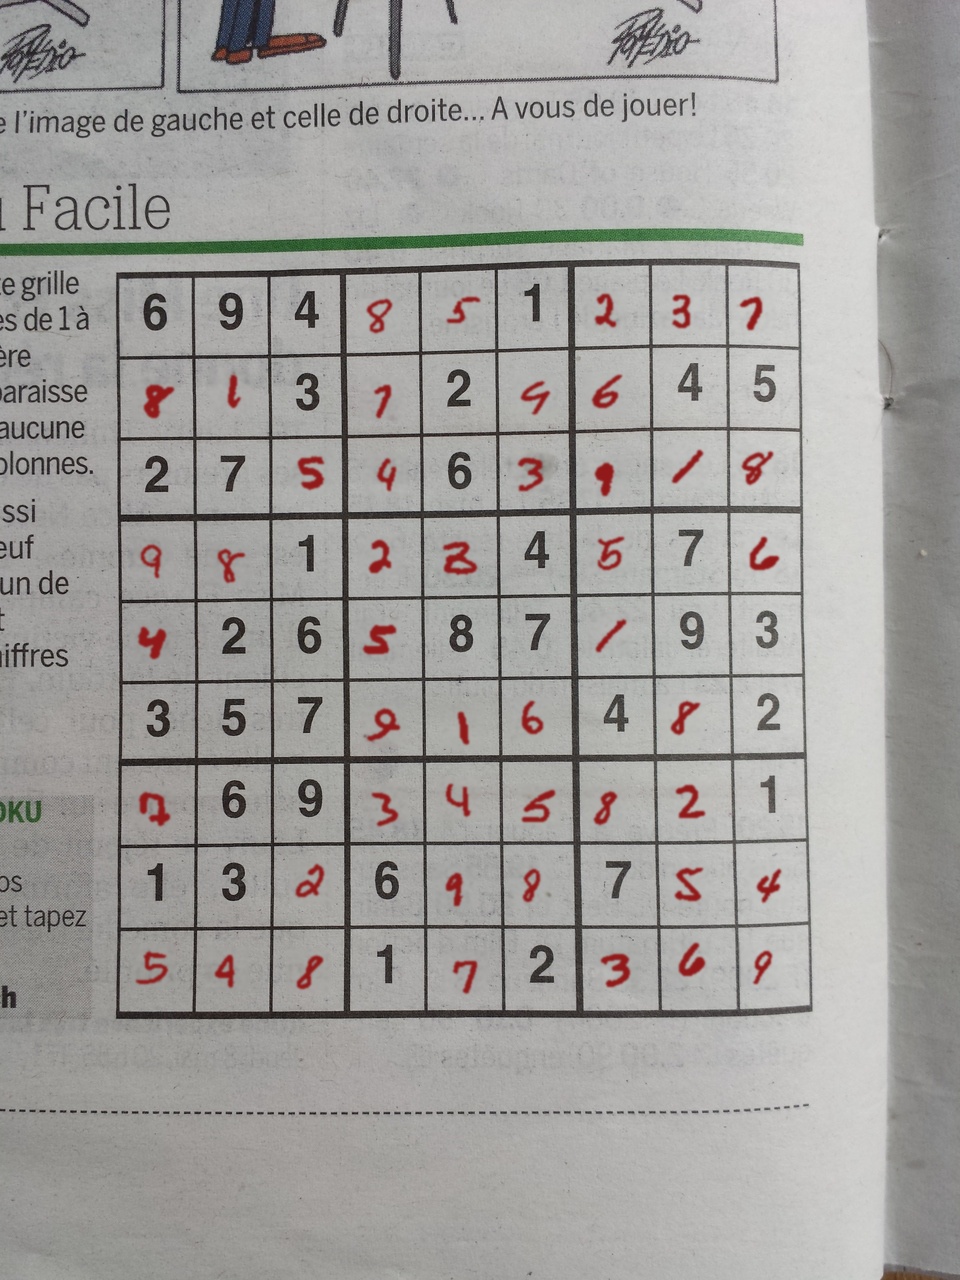 e l'image de gauche et celle de droite... A vous de jouer!
Facile
te grille
es de 1 à
ère
paraisse
aucune
olonnes.
ssi
euf
un de
t
iffres
OKU
os
et tapez
h
6 9 4 8 5 1 2 3 7
8 1 3 7 2 9 6 4 5
2 7 5 4 6 3 9 1 8
9 8 1 2 3 4 5 7 6
4 2 6 5 8 7 1 9 3
3 5 7 9 1 6 4 8 2
7 6 9 3 4 5 8 2 1
1 3 2 6 9 8 7 5 4
5 4 8 1 7 2 3 6 9